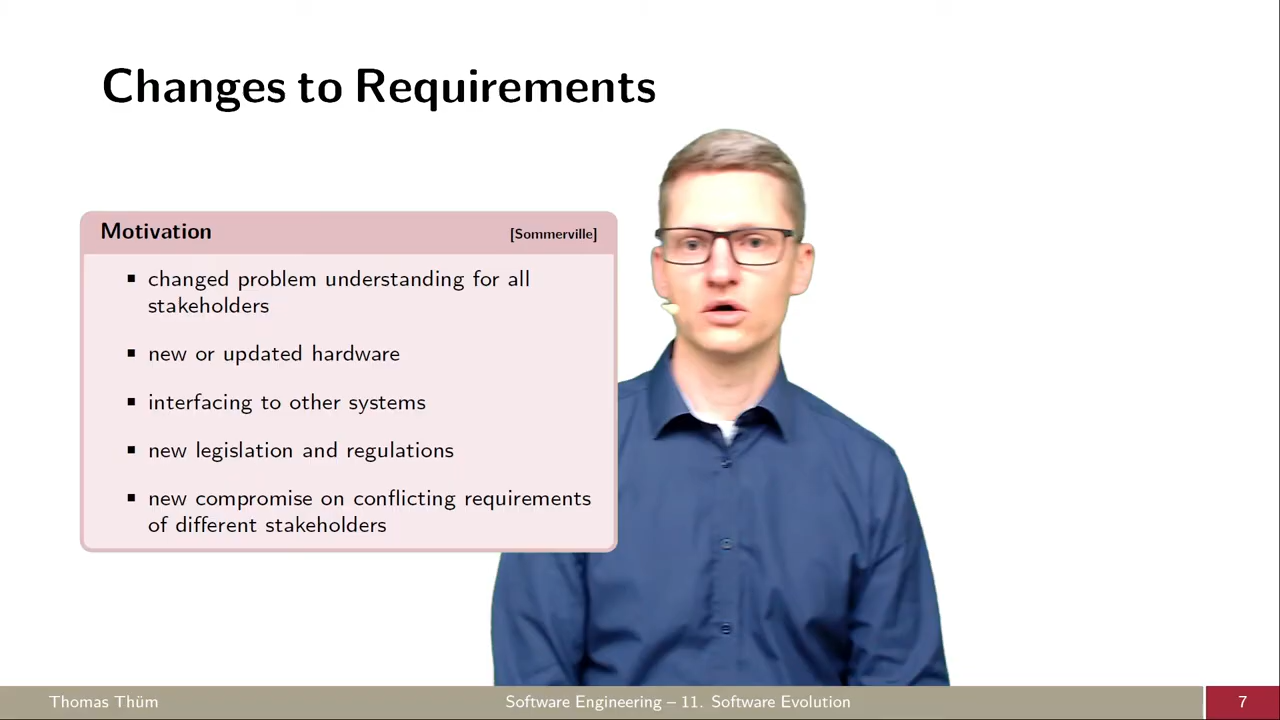 Changes to Requirements
Motivation [Sommerville]
▪ changed problem understanding for all
stakeholders
▪ new or updated hardware
▪ interfacing to other systems
▪ new legislation and regulations
▪ new compromise on conflicting requirements
of different stakeholders
Thomas Thüm Software Engineering – 11. Software Evolution 7